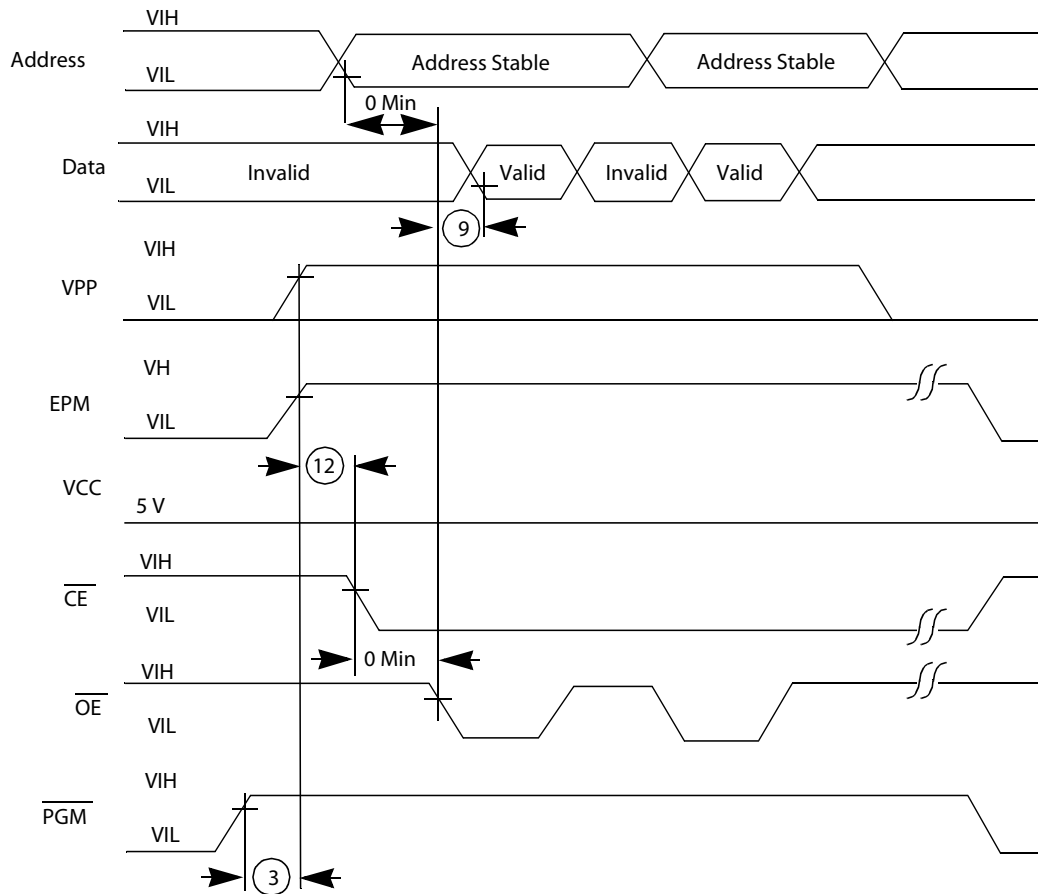 VIH
Address
VIL
Address Stable
Address Stable
0 Min
VIH
Data
VIL
Invalid
Valid
Invalid
Valid
9
VIH
VPP
VIL
VH
EPM
VIL
12
VCC
5 V
VIH
CE
VIL
0 Min
VIH
OE
VIL
VIH
PGM
VIL
3